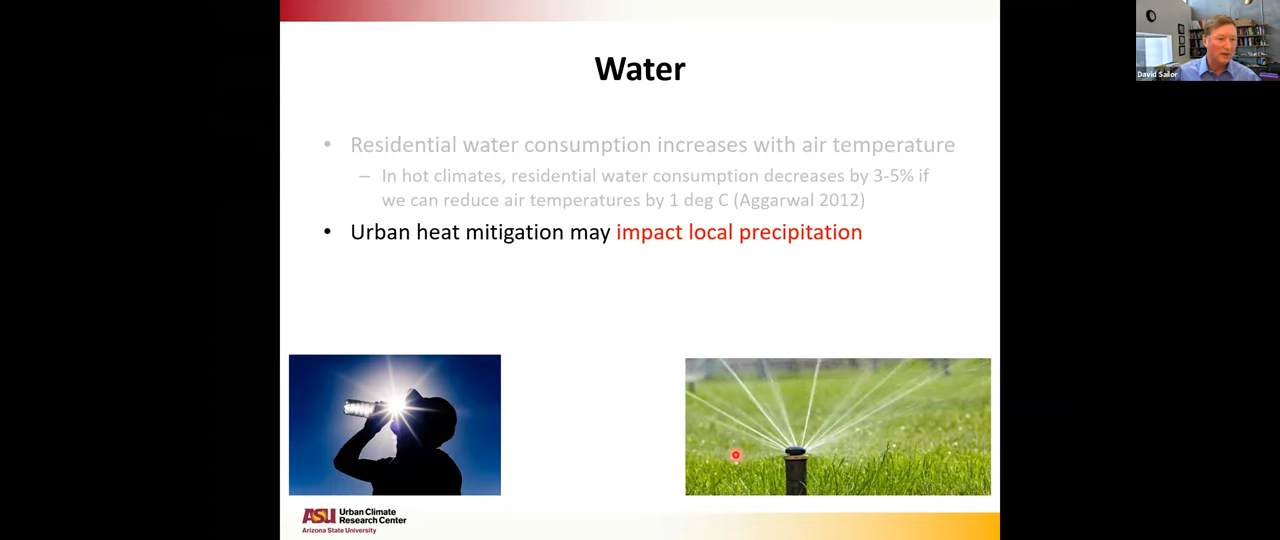 Water
• Residential water consumption increases with air temperature
– In hot climates, residential water consumption decreases by 3-5% if
we can reduce air temperatures by 1 deg C (Aggarwal 2012)
• Urban heat mitigation may impact local precipitation
ASU Urban Climate
Research Center
Arizona State University
David Sailor